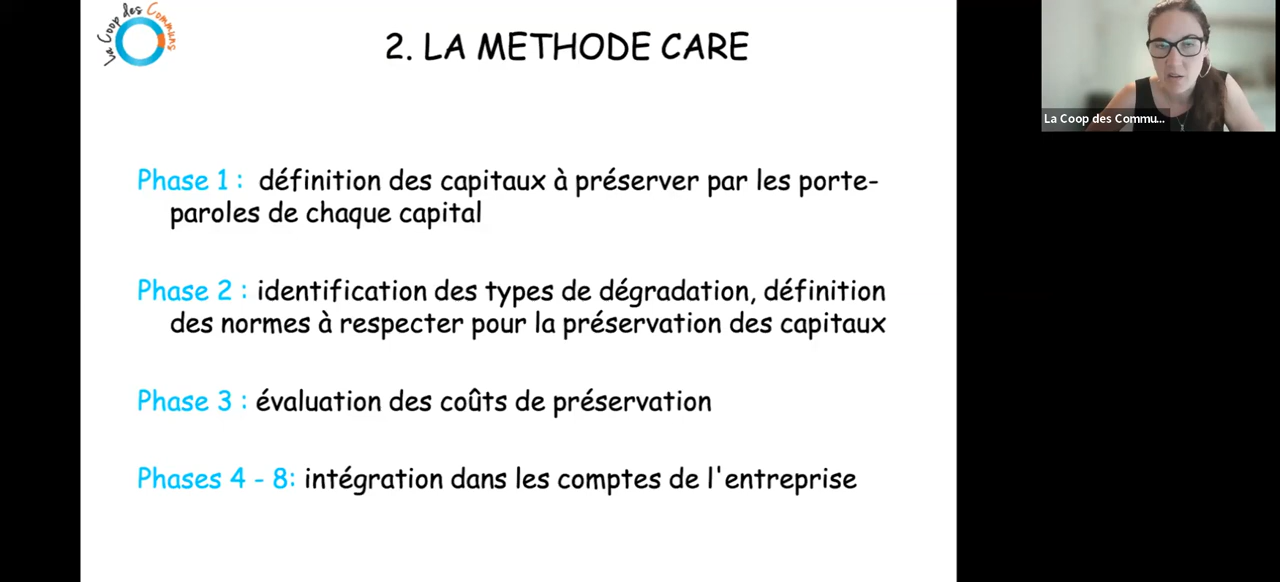 La Coop des Communs
2. LA METHODE CARE
La Coop des Commu...
Phase 1 : définition des capitaux à préserver par les porte-
paroles de chaque capital
Phase 2 : identification des types de dégradation, définition
des normes à respecter pour la préservation des capitaux
Phase 3 : évaluation des coûts de préservation
Phases 4 - 8: intégration dans les comptes de l'entreprise